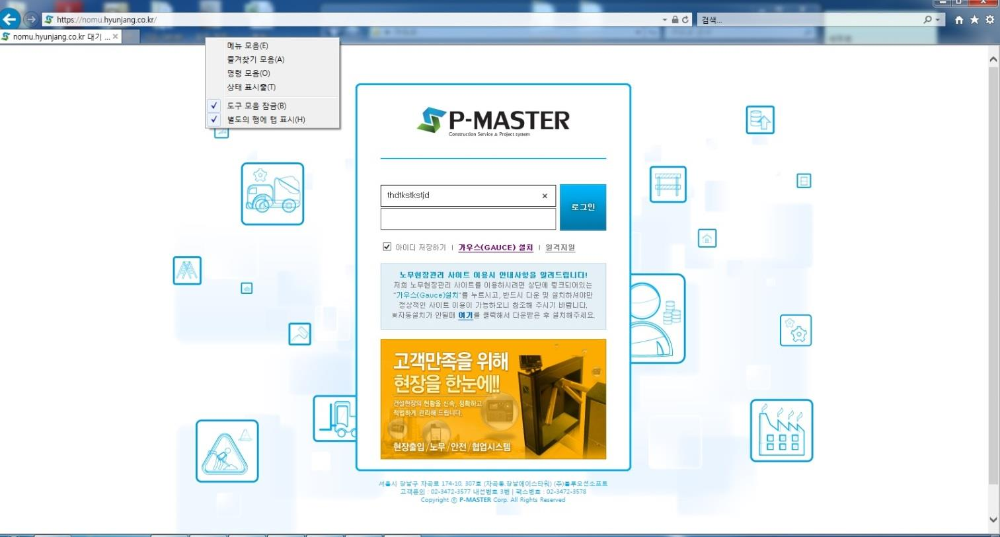 https://nomu.hyunjang.co.kr/
검색...
nomu.hyunjang.co.kr 대기 ...
메뉴 모음(E)
즐겨찾기 모음(A)
명령 모음(O)
상태 표시줄(T)
도구 모음 잠금(B)
별도의 행에 탭 표시(H)
P-MASTER
Construction Service & Project system
thdtkstkstjd
로그인
아이디 저장하기 | 가우스(GAUCE) 설치 | 원격지원
노무현장관리 사이트 이용시 안내사항을 알려드립니다!
저희 노무현장관리 사이트를 이용하시려면 상단에 링크되어있는
"가우스(Gauce)설치"를 누르시고, 반드시 다운 및 설치하셔야만
정상적인 사이트 이용이 가능하오니 참조해 주시기 바랍니다.
※자동설치가 안될때 여기를 클릭해서 다운받은 후 설치해주세요.
고객만족을 위해
현장을 한눈에!!
건설현장의 현황을 신속, 정확하고
적법하게 관리해 드립니다.
현장출입/노무/안전/협업시스템
서울시 강남구 자곡로 174-10, 307호 (자곡동,강남에이스타워) (주)블루오션소프트
고객문의 : 02-3472-3577 내선번호 3번 | 팩스번호 : 02-3472-3578
Copyright ⓒ P-MASTER Corp. All Rights Reserved